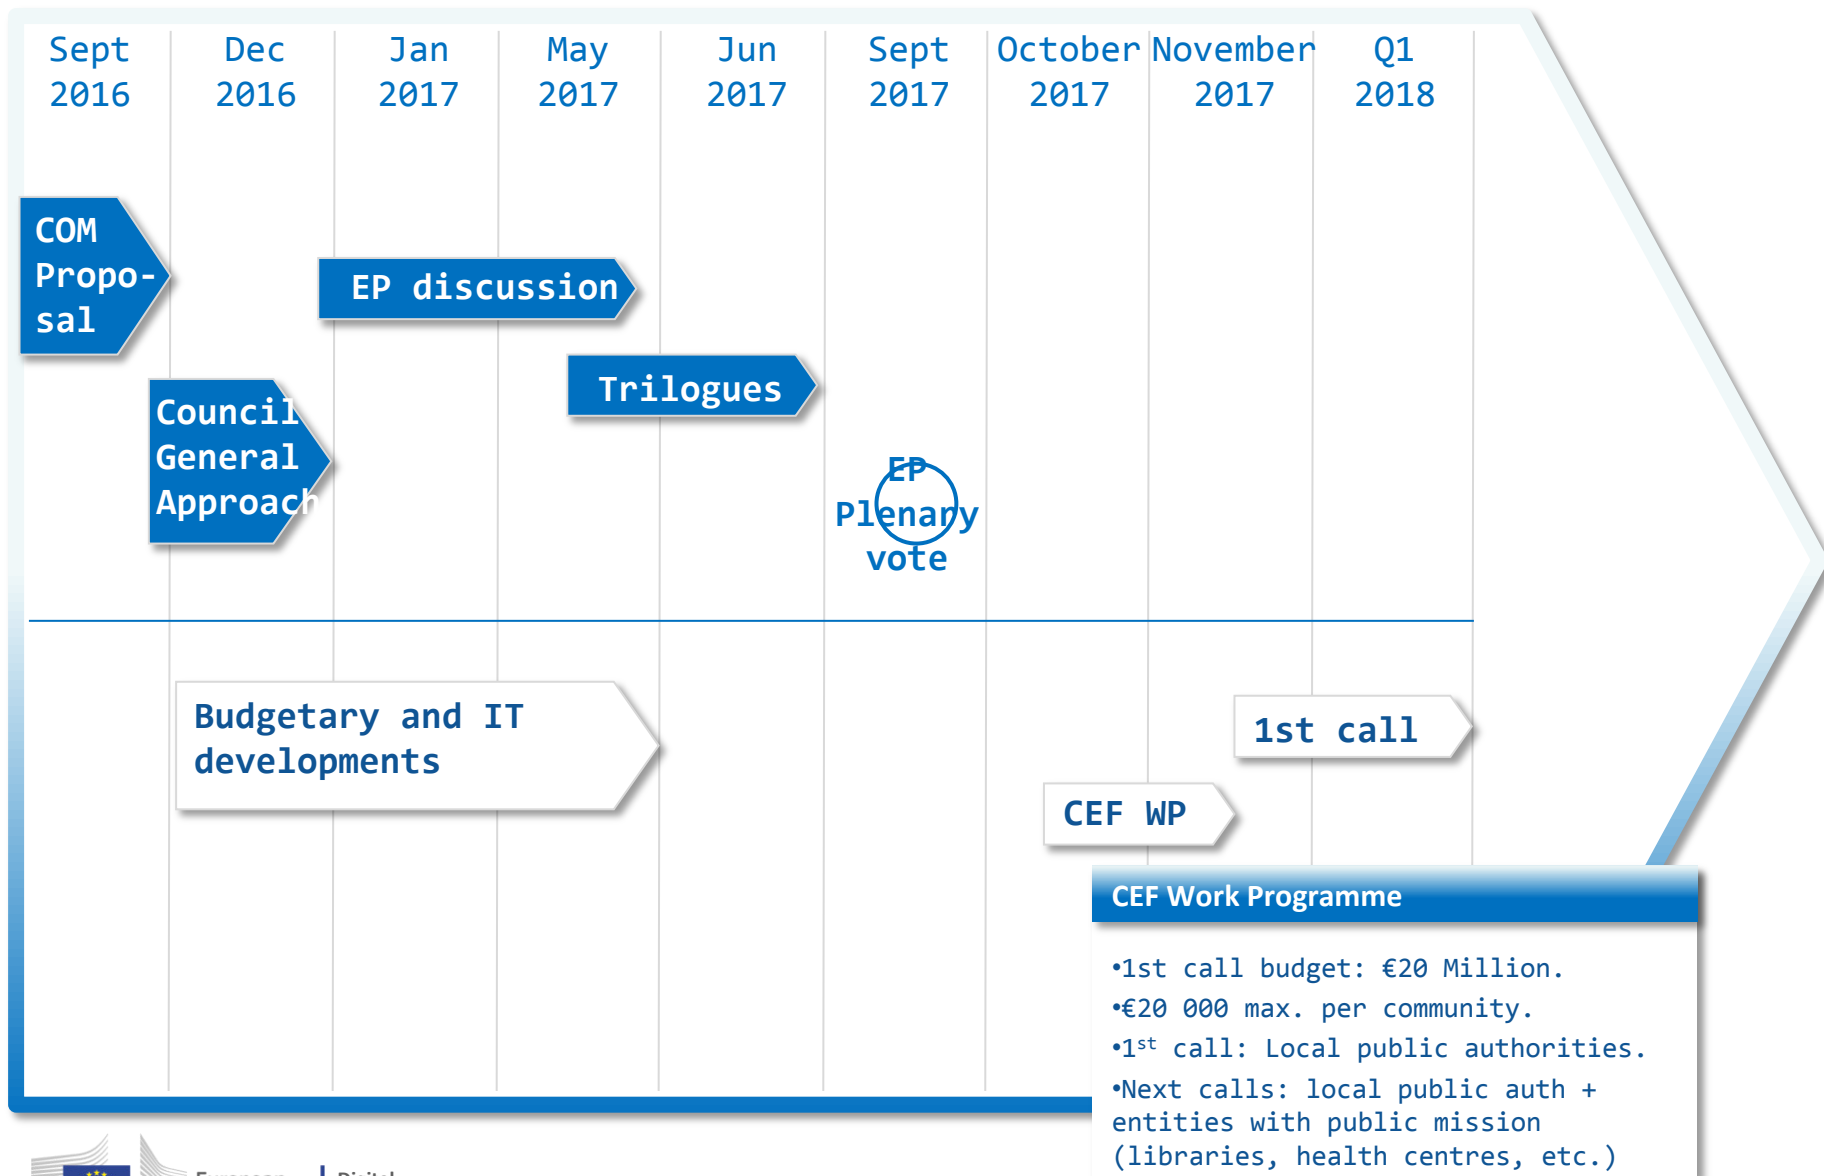 Sept Dec Jan May Jun Sept October November Q1
2016 2016 2017 2017 2017 2017 2017 2017 2018
COM
Propo-
sal
EP discussion
Trilogues
Council
General
Approach
EP
Plenary
vote
Budgetary and IT
developments
1st call
CEF WP
CEF Work Programme
•1st call budget: €20 Million.
•€20 000 max. per community.
•1st call: Local public authorities.
•Next calls: local public auth +
entities with public mission
(libraries, health centres, etc.)